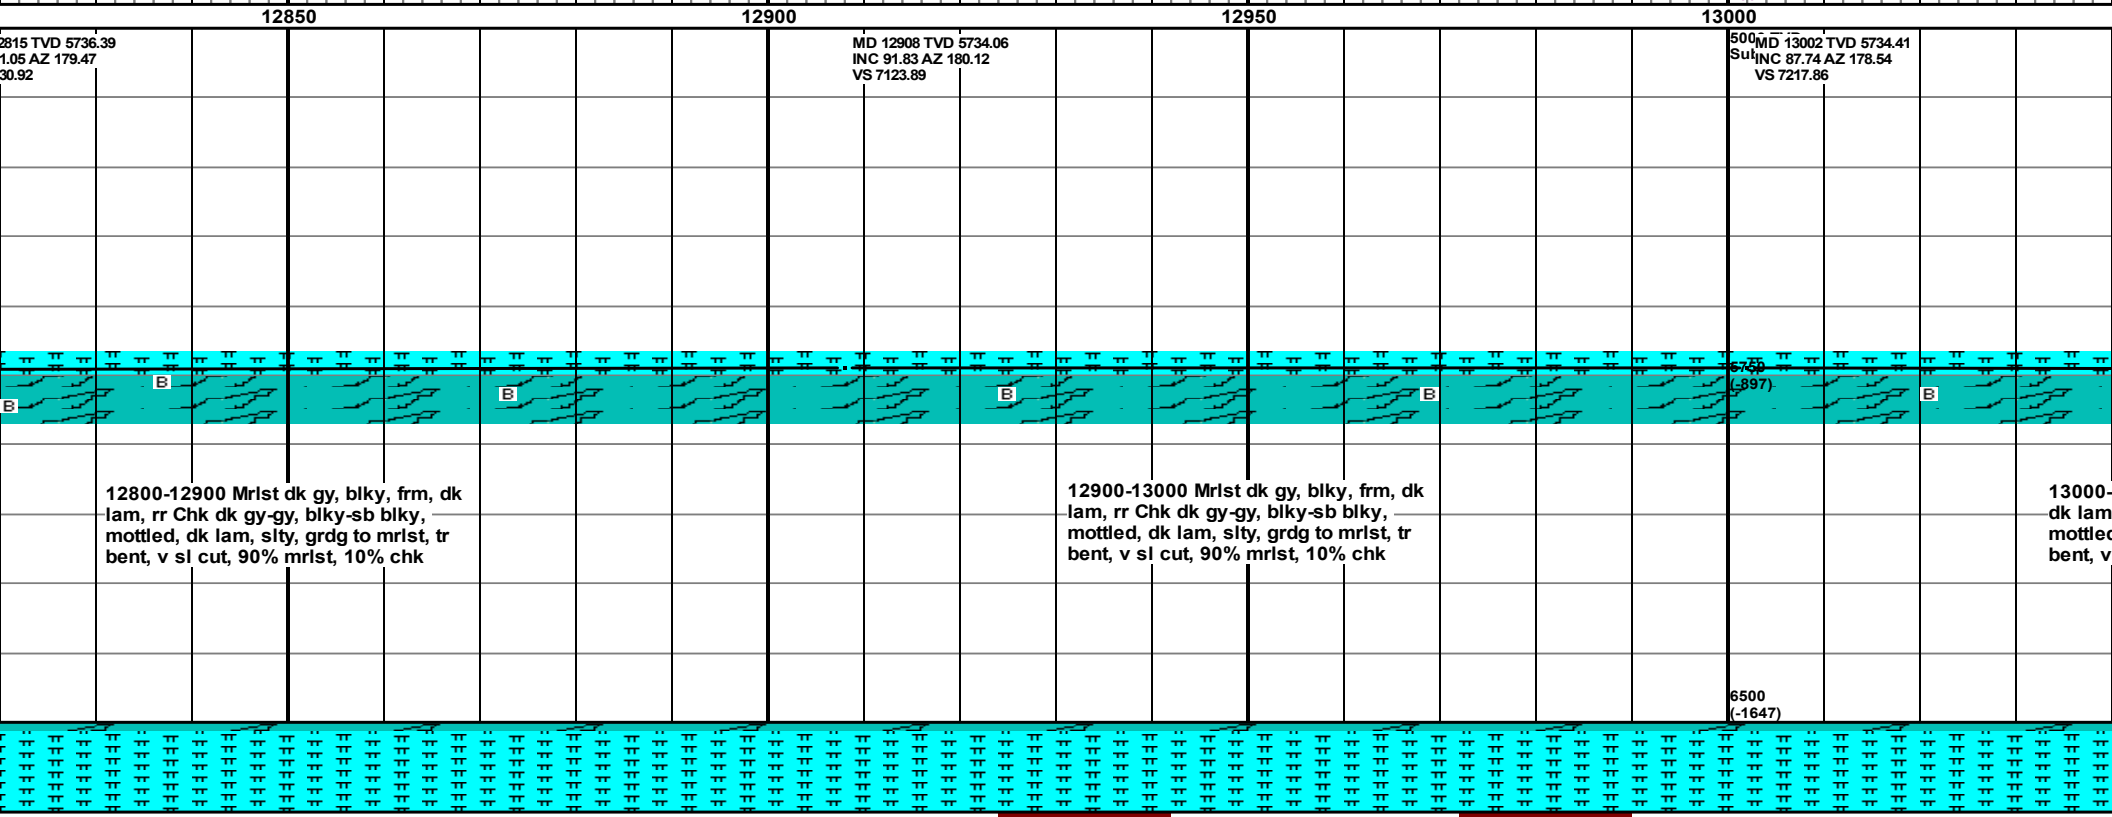 12850 12900 12950 13000
2815 TVD 5736.39
1.05 AZ 179.47
30.92
MD 12908 TVD 5734.06
INC 91.83 AZ 180.12
VS 7123.89
MD 13002 TVD 5734.41
INC 87.74 AZ 178.54
VS 7217.86
5750
(-897)
B
B
B
B
B
B
12800-12900 Mrlst dk gy, blky, frm, dk
lam, rr Chk dk gy-gy, blky-sb blky,
mottled, dk lam, slty, grdg to mrlst, tr
bent, v sl cut, 90% mrlst, 10% chk
12900-13000 Mrlst dk gy, blky, frm, dk
lam, rr Chk dk gy-gy, blky-sb blky,
mottled, dk lam, slty, grdg to mrlst, tr
bent, v sl cut, 90% mrlst, 10% chk
13000-
dk lam
mottled
bent, v
6500
(-1647)